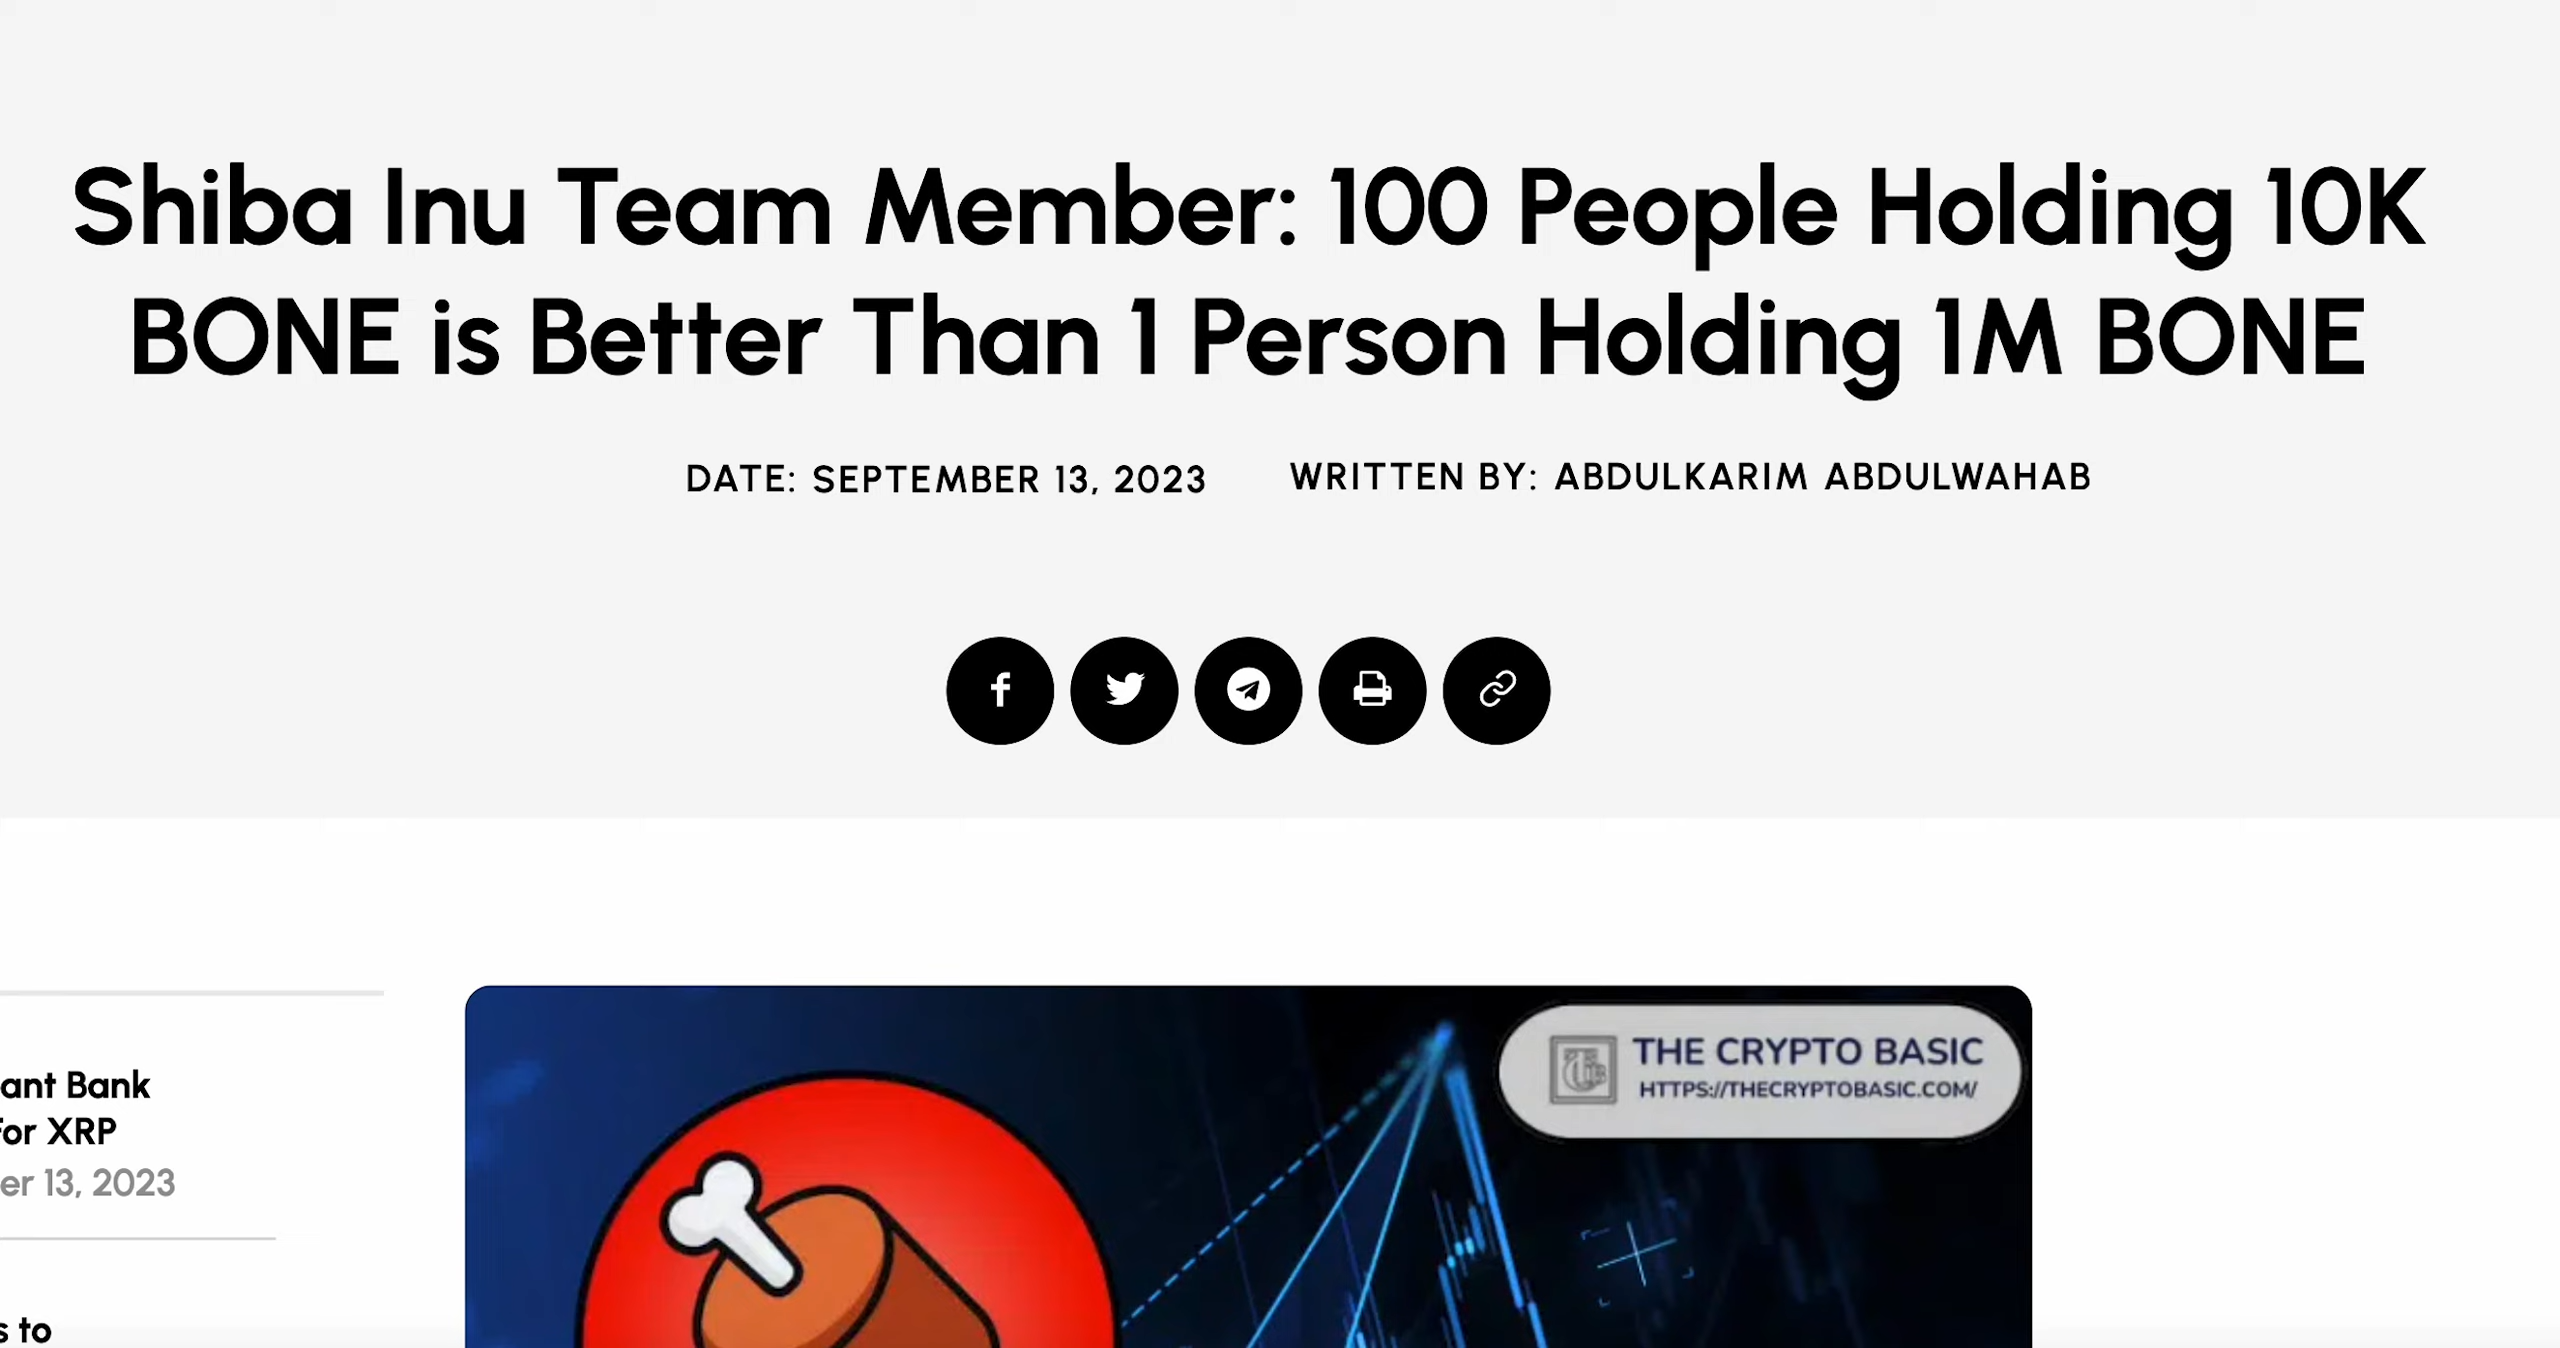 Shiba Inu Team Member: 100 People Holding 10K
BONE is Better Than 1 Person Holding 1M BONE
DATE: SEPTEMBER 13, 2023
WRITTEN BY: ABDULKARIM ABDULWAHAB
THE CRYPTO BASIC
HTTPS://THECRYPTOBASIC.COM/
ant Bank
for XRP
er 13, 2023
s to